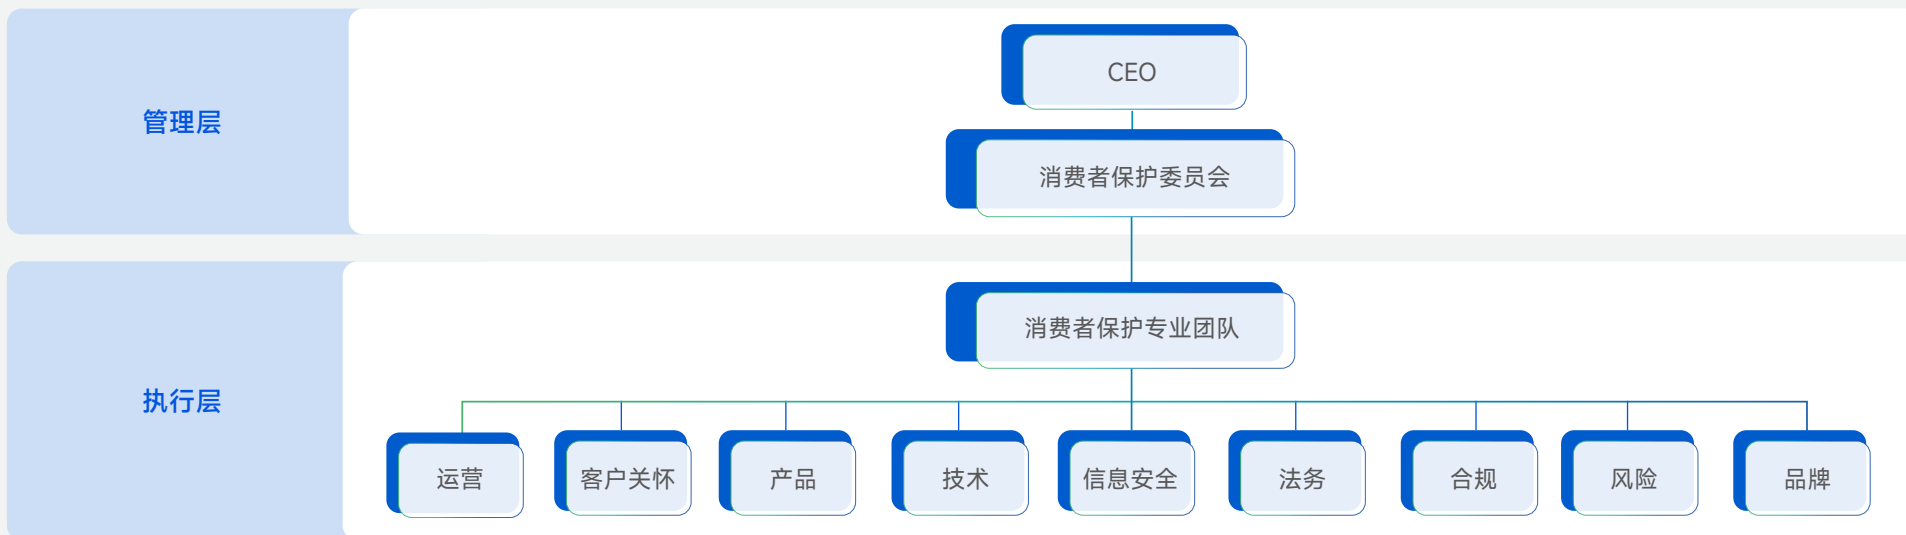 管理层
CEO
消费者保护委员会
执行层
消费者保护专业团队
运营
客户关怀
产品
技术
信息安全
法务
合规
风险
品牌